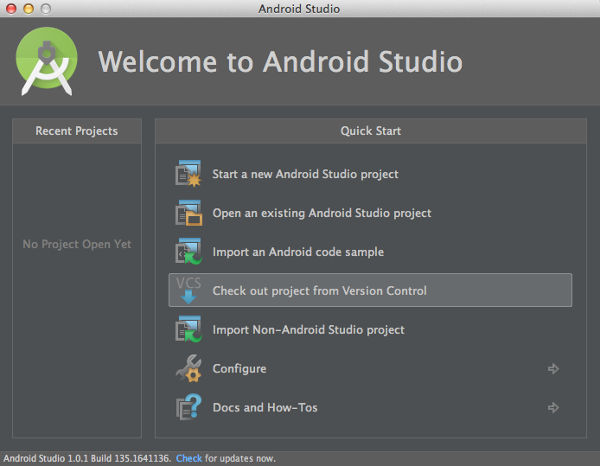 Android Studio
Welcome to Android Studio
Recent Projects
No Project Open Yet
Quick Start
Start a new Android Studio project
Open an existing Android Studio project
Import an Android code sample
VCS
Check out project from Version Control
Import Non-Android Studio project
Configure
Docs and How-Tos
Android Studio 1.0.1 Build 135.1641136. Check for updates now.